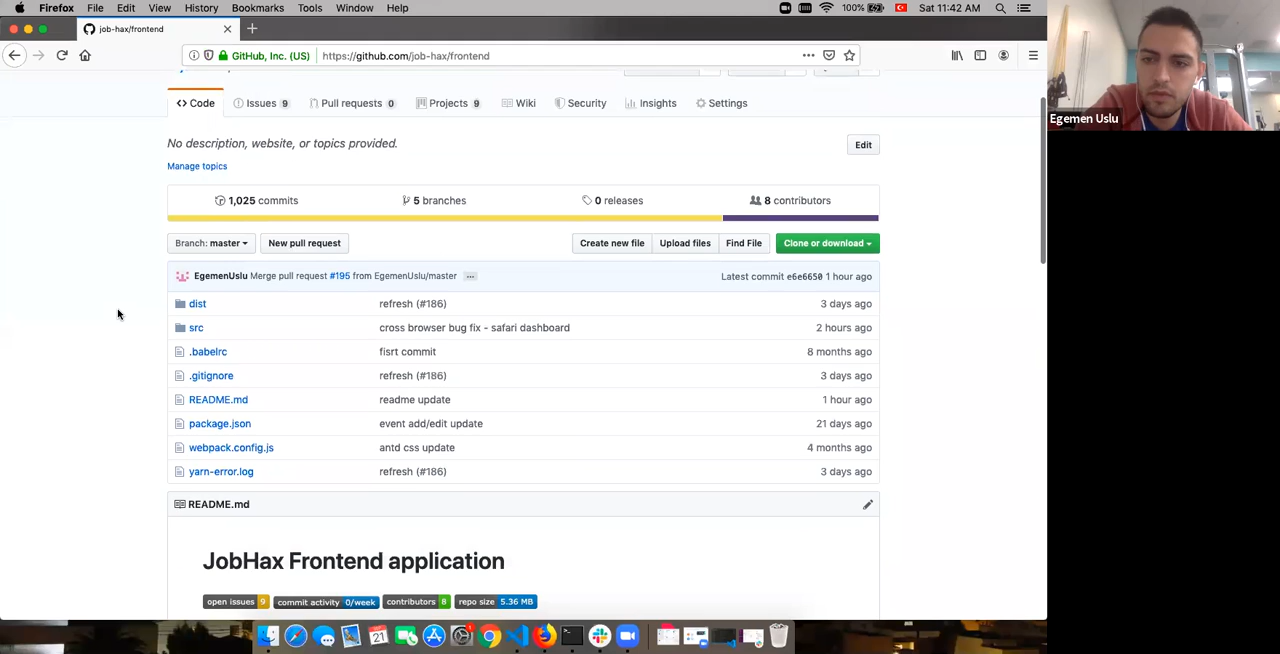 Firefox File Edit View History Bookmarks Tools Window Help 100% Sat 11:42 AM
job-hax/frontend
GitHub, Inc. (US) https://github.com/job-hax/frontend
Egemen Uslu
Code Issues 9 Pull requests 0 Projects 9 Wiki Security Insights Settings
No description, website, or topics provided. Edit
Manage topics
1,025 commits 5 branches 0 releases 8 contributors
Branch: master New pull request Create new file Upload files Find File Clone or download
EgemenUslu Merge pull request #195 from EgemenUslu/master ... Latest commit e6e6650 1 hour ago
dist refresh (#186) 3 days ago
src cross browser bug fix - safari dashboard 2 hours ago
.babelrc fisrt commit 8 months ago
.gitignore refresh (#186) 3 days ago
README.md readme update 1 hour ago
package.json event add/edit update 21 days ago
webpack.config.js antd css update 4 months ago
yarn-error.log refresh (#186) 3 days ago
README.md
JobHax Frontend application
open issues 9 commit activity 0/week contributors 8 repo size 5.36 MB
21